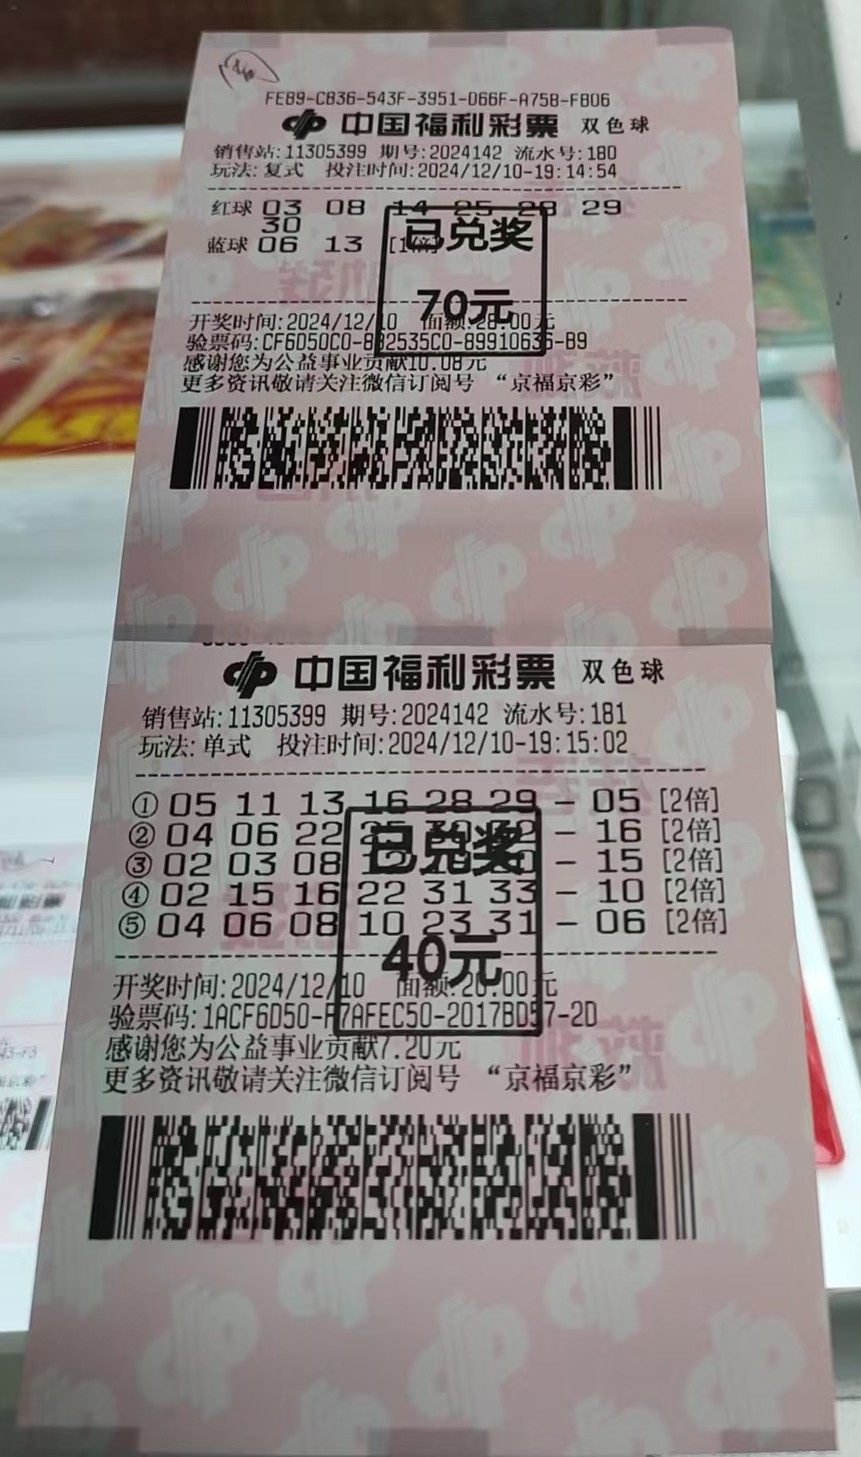 FEB9-CB36-543F-3951-D66F-A75B-FB06
中国福利彩票 双色球
销售站:11305399 期号:2024142 流水号:180
玩法:复式 投注时间:2024/12/10-19:14:54
红球 03 08 14 25 28 29
30
蓝球 06 13 [1倍]
已兑奖
70元
开奖时间:2024/12/10 面额:28.00元
验票码:CF6D50C0-8B2535C0-89910636-B9
感谢您为公益事业贡献10.08元
更多资讯敬请关注微信订阅号 “京福京彩”
中国福利彩票 双色球
销售站:11305399 期号:2024142 流水号:181
玩法:单式 投注时间:2024/12/10-19:15:02
① 05 11 13 16 28 29 - 05 [2倍]
② 04 06 22 25 - 16 [2倍]
③ 02 03 08 - 15 [2倍]
④ 02 15 16 22 31 33 - 10 [2倍]
⑤ 04 06 08 10 23 31 - 06 [2倍]
已兑奖
40元
开奖时间:2024/12/10 面额:20.00元
验票码:1ACF6D50-F7AFEC50-2017BD57-2D
感谢您为公益事业贡献7.20元
更多资讯敬请关注微信订阅号 “京福京彩”